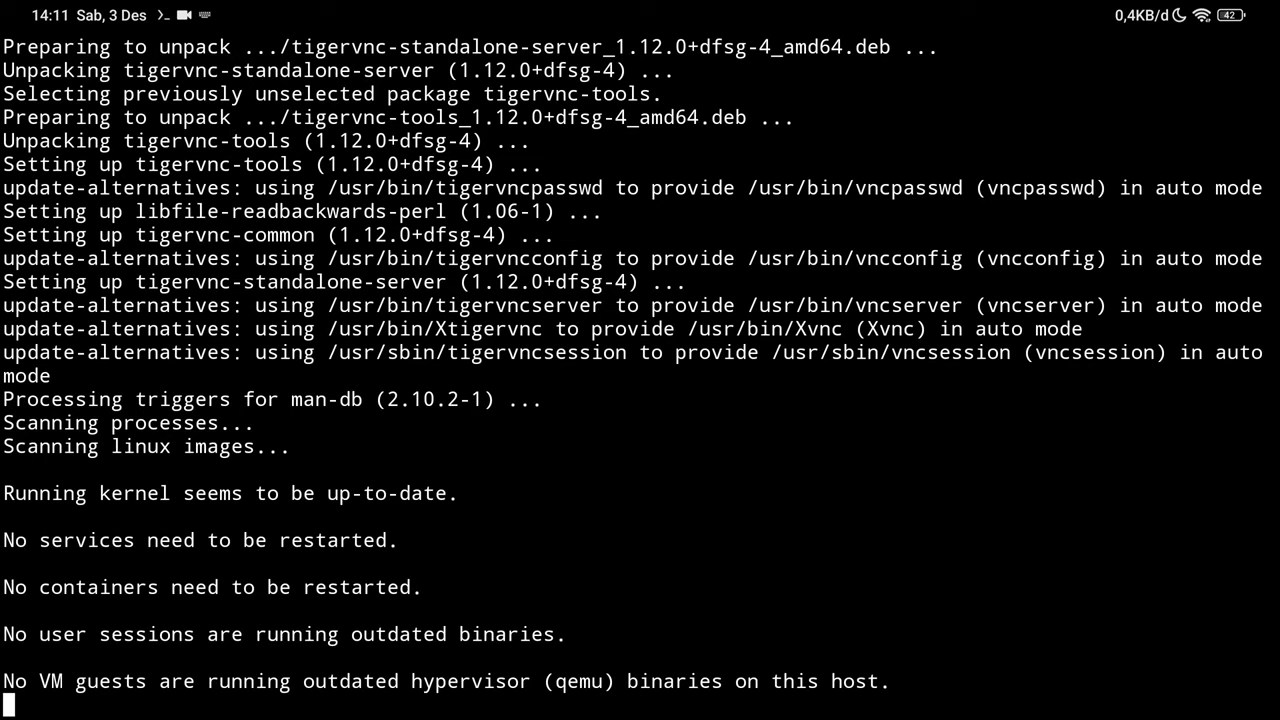 14:11 Sab, 3 Des >_ 0,4KB/d 42
Preparing to unpack .../tigervnc-standalone-server_1.12.0+dfsg-4_amd64.deb ...
Unpacking tigervnc-standalone-server (1.12.0+dfsg-4) ...
Selecting previously unselected package tigervnc-tools.
Preparing to unpack .../tigervnc-tools_1.12.0+dfsg-4_amd64.deb ...
Unpacking tigervnc-tools (1.12.0+dfsg-4) ...
Setting up tigervnc-tools (1.12.0+dfsg-4) ...
update-alternatives: using /usr/bin/tigervncpasswd to provide /usr/bin/vncpasswd (vncpasswd) in auto mode
Setting up libfile-readbackwards-perl (1.06-1) ...
Setting up tigervnc-common (1.12.0+dfsg-4) ...
update-alternatives: using /usr/bin/tigervncconfig to provide /usr/bin/vncconfig (vncconfig) in auto mode
Setting up tigervnc-standalone-server (1.12.0+dfsg-4) ...
update-alternatives: using /usr/bin/tigervncserver to provide /usr/bin/vncserver (vncserver) in auto mode
update-alternatives: using /usr/bin/Xtigervnc to provide /usr/bin/Xvnc (Xvnc) in auto mode
update-alternatives: using /usr/sbin/tigervncsession to provide /usr/sbin/vncsession (vncsession) in auto
mode
Processing triggers for man-db (2.10.2-1) ...
Scanning processes...
Scanning linux images...
Running kernel seems to be up-to-date.
No services need to be restarted.
No containers need to be restarted.
No user sessions are running outdated binaries.
No VM guests are running outdated hypervisor (qemu) binaries on this host.